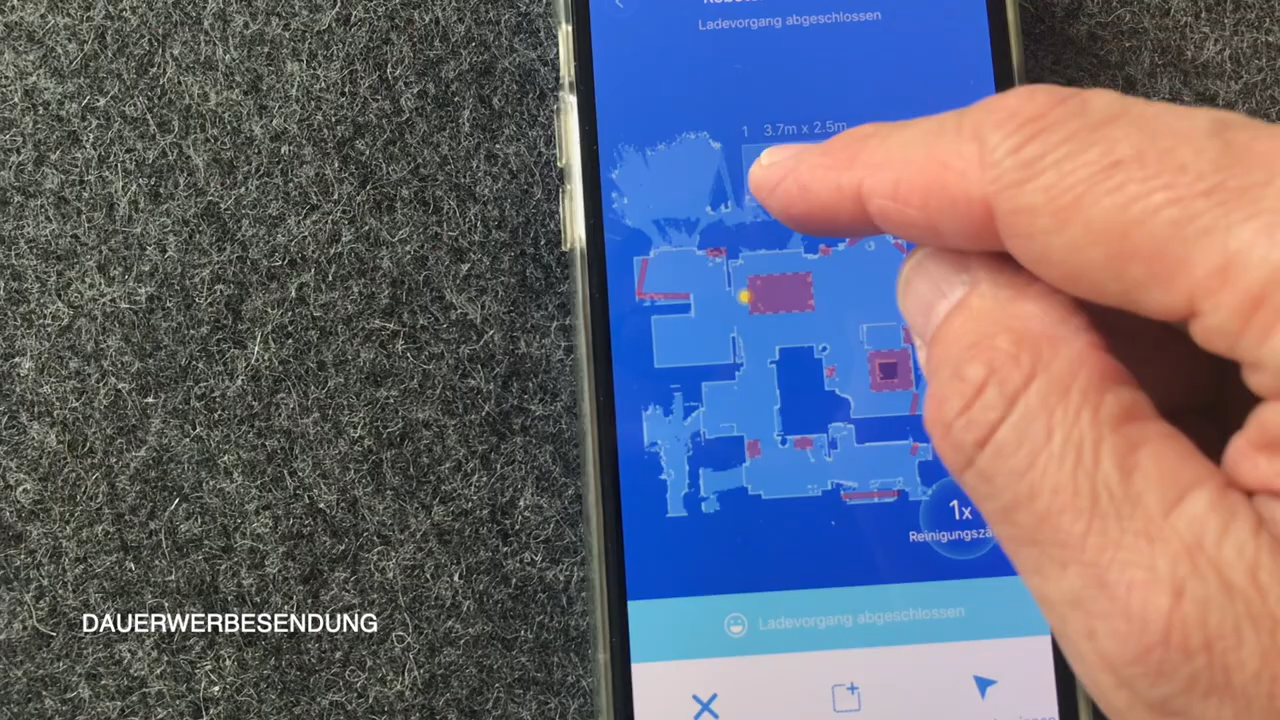 Ladevorgang abgeschlossen
1 3.7m x 2.5m
1x
DAUERWERBESENDUNG
Ladevorgang abgeschlossen